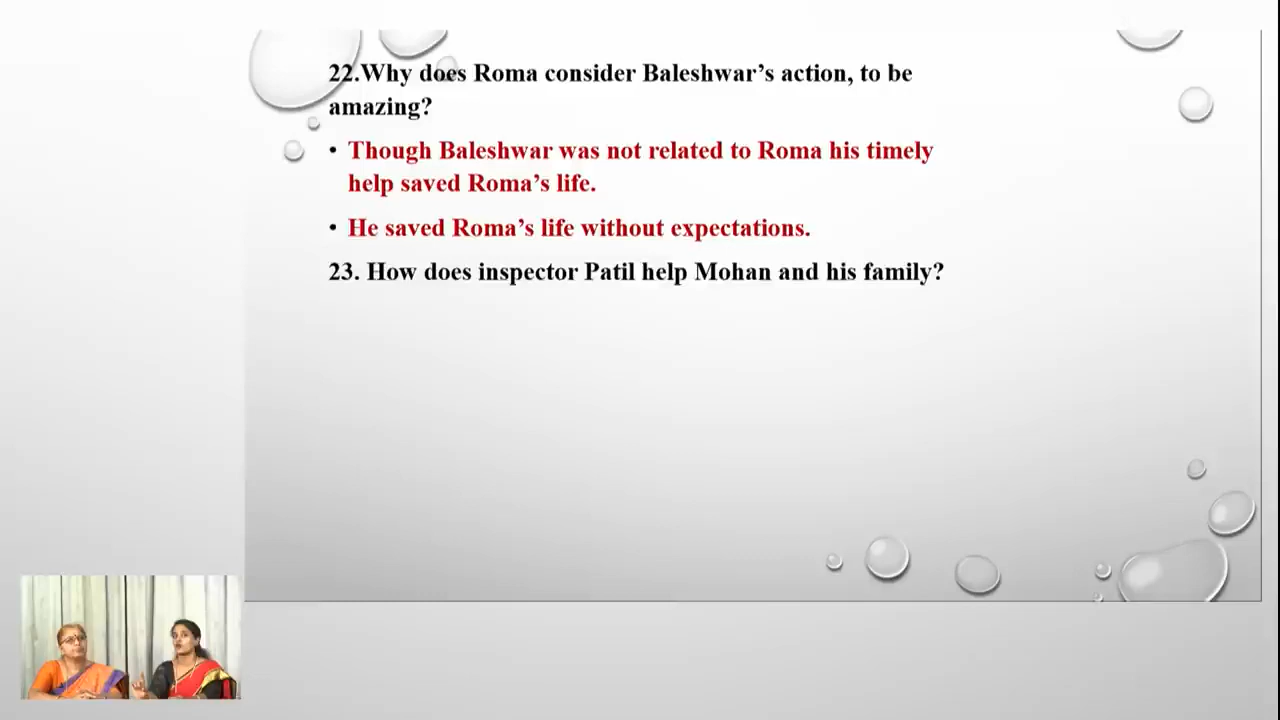 22.Why does Roma consider Baleshwar’s action, to be
amazing?
• Though Baleshwar was not related to Roma his timely
help saved Roma’s life.
• He saved Roma’s life without expectations.
23. How does inspector Patil help Mohan and his family?